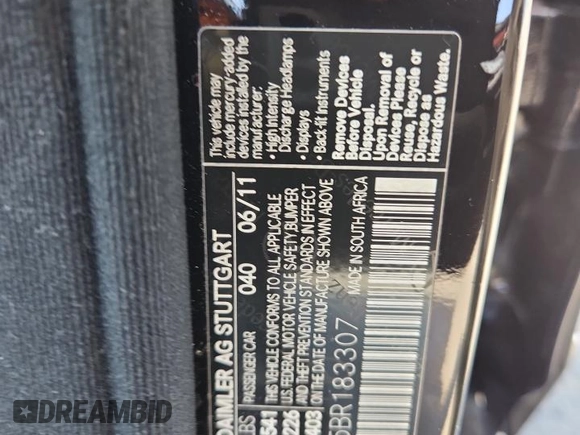 This vehicle may
include mercury-added
devices installed by the
manufacturer:
• High Intensity
Discharge Headlamps
• Displays
• Back-lit Instruments
Remove Devices
Before Vehicle
Disposal.
Upon Removal of
Devices Please
Reuse, Recycle or
Dispose as
Hazardous Waste.
DAIMLER AG STUTTGART
PASSENGER CAR 040 06/11
LBS THIS VEHICLE CONFORMS TO ALL APPLICABLE
541 U.S. FEDERAL MOTOR VEHICLE SAFETY, BUMPER
2226 AND THEFT PREVENTION STANDARDS IN EFFECT
403 ON THE DATE OF MANUFACTURE SHOWN ABOVE
5BR183307 MADE IN SOUTH AFRICA
DREAMBID